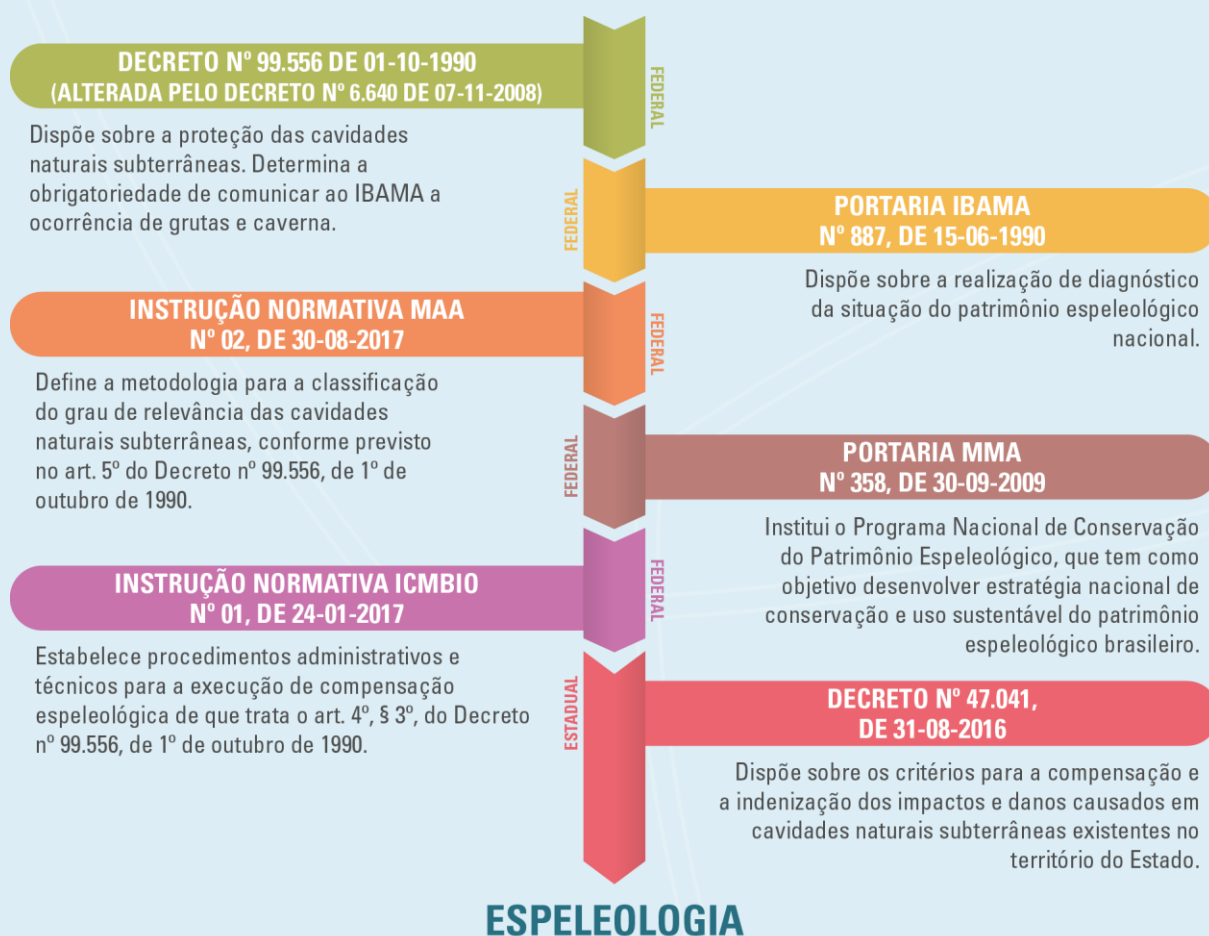 DECRETO Nº 99.556 DE 01-10-1990
(ALTERADA PELO DECRETO Nº 6.640 DE 07-11-2008)
FEDERAL
Dispõe sobre a proteção das cavidades
naturais subterrâneas. Determina a
obrigatoriedade de comunicar ao IBAMA a
ocorrência de grutas e caverna.
FEDERAL
PORTARIA IBAMA
Nº 887, DE 15-06-1990
Dispõe sobre a realização de diagnóstico
da situação do patrimônio espeleológico
nacional.
INSTRUÇÃO NORMATIVA MAA
Nº 02, DE 30-08-2017
FEDERAL
Define a metodologia para a classificação
do grau de relevância das cavidades
naturais subterrâneas, conforme previsto
no art. 5º do Decreto nº 99.556, de 1º de
outubro de 1990.
FEDERAL
PORTARIA MMA
Nº 358, DE 30-09-2009
Institui o Programa Nacional de Conservação
do Patrimônio Espeleológico, que tem como
objetivo desenvolver estratégia nacional de
conservação e uso sustentável do patrimônio
espeleológico brasileiro.
INSTRUÇÃO NORMATIVA ICMBIO
Nº 01, DE 24-01-2017
FEDERAL
Estabelece procedimentos administrativos e
técnicos para a execução de compensação
espeleológica de que trata o art. 4º, § 3º, do Decreto
nº 99.556, de 1º de outubro de 1990.
ESTADUAL
DECRETO Nº 47.041,
DE 31-08-2016
Dispõe sobre os critérios para a compensação e
a indenização dos impactos e danos causados em
cavidades naturais subterrâneas existentes no
território do Estado.
ESPELEOLOGIA